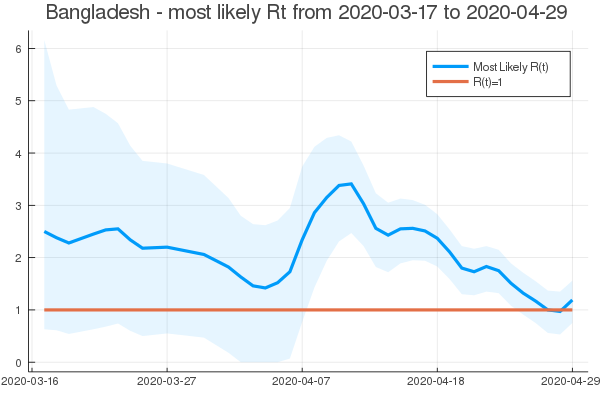 Bangladesh - most likely Rt from 2020-03-17 to 2020-04-29
Most Likely R(t)
R(t)=1
6
5
4
3
2
1
0
2020-03-16 2020-03-27 2020-04-07 2020-04-18 2020-04-29